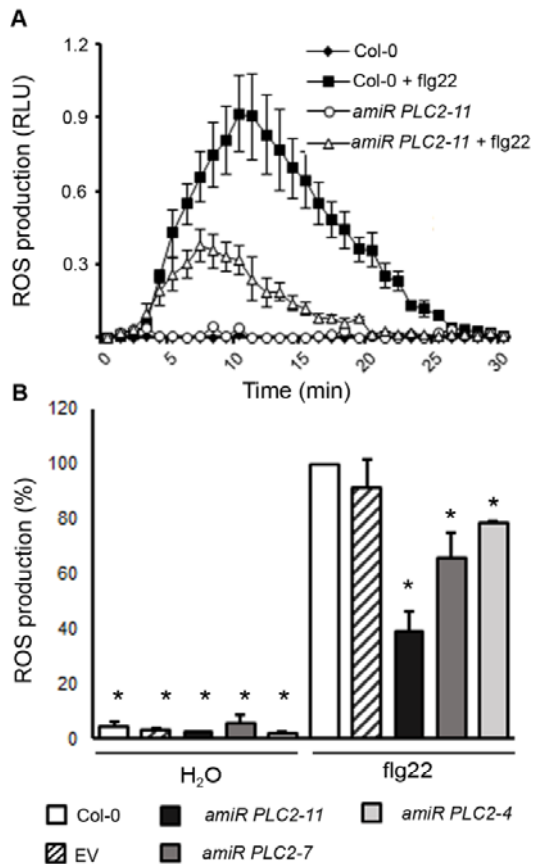 A
ROS production (RLU)
1.2
0.9
0.6
0.3
Col-0
Col-0 + flg22
amiR PLC2-11
amiR PLC2-11 + flg22
0 5 10 15 20 25 30
Time (min)
B
ROS production (%)
120
100
80
60
40
20
0
* * * * * * * *
H₂O flg22
Col-0 amiR PLC2-11 amiR PLC2-4
EV amiR PLC2-7